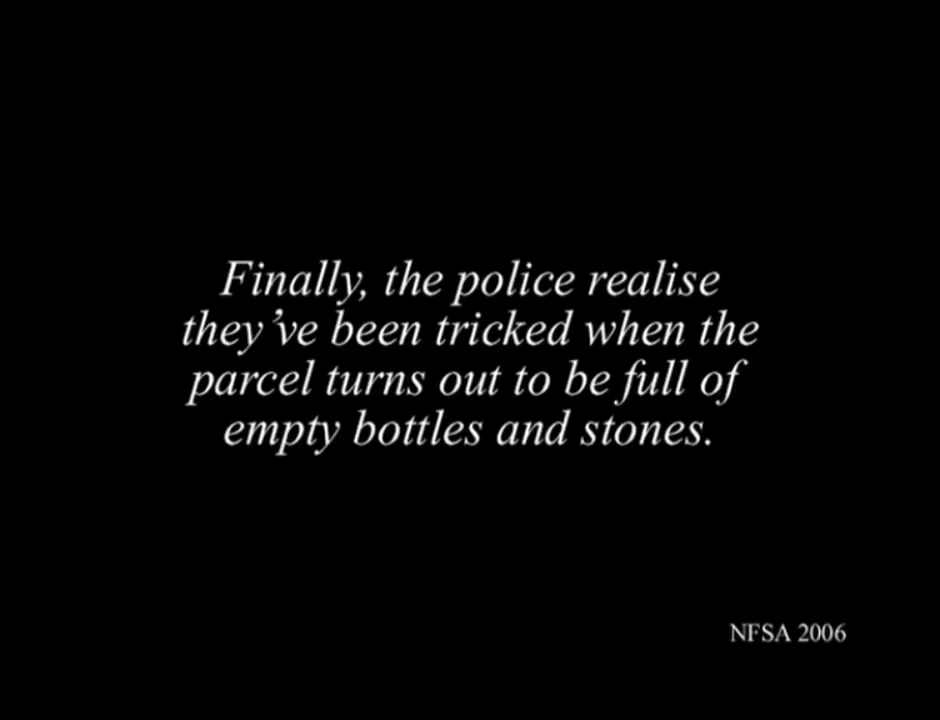 Finally, the police realise
they've been tricked when the
parcel turns out to be full of
empty bottles and stones.
NFSA 2006